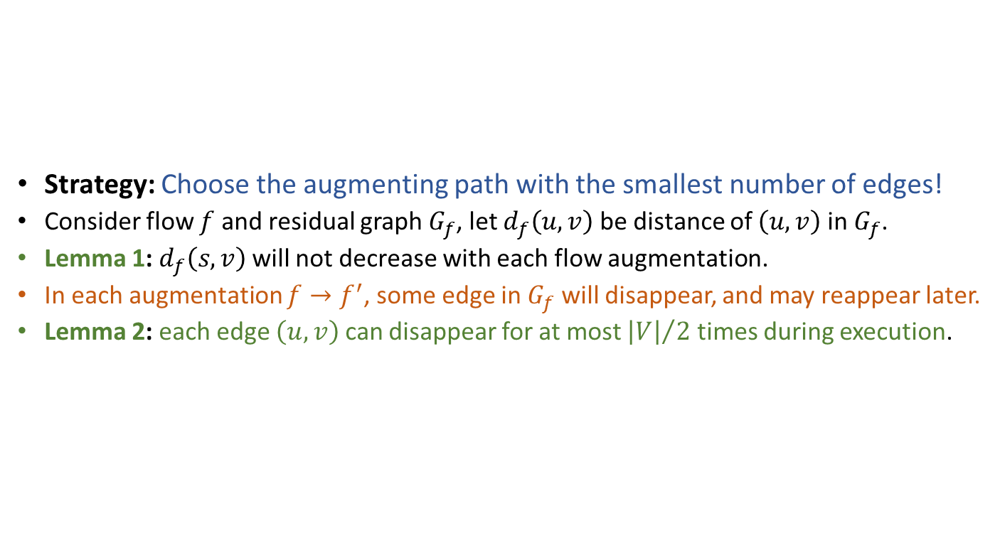 • Strategy: Choose the augmenting path with the smallest number of edges!
• Consider flow 𝑓 and residual graph 𝐺_𝑓, let 𝑑_𝑓(𝑢, 𝑣) be distance of (𝑢, 𝑣) in 𝐺_𝑓.
• Lemma 1: 𝑑_𝑓(𝑠, 𝑣) will not decrease with each flow augmentation.
• In each augmentation 𝑓 → 𝑓′, some edge in 𝐺_𝑓 will disappear, and may reappear later.
• Lemma 2: each edge (𝑢, 𝑣) can disappear for at most |𝑉|/2 times during execution.